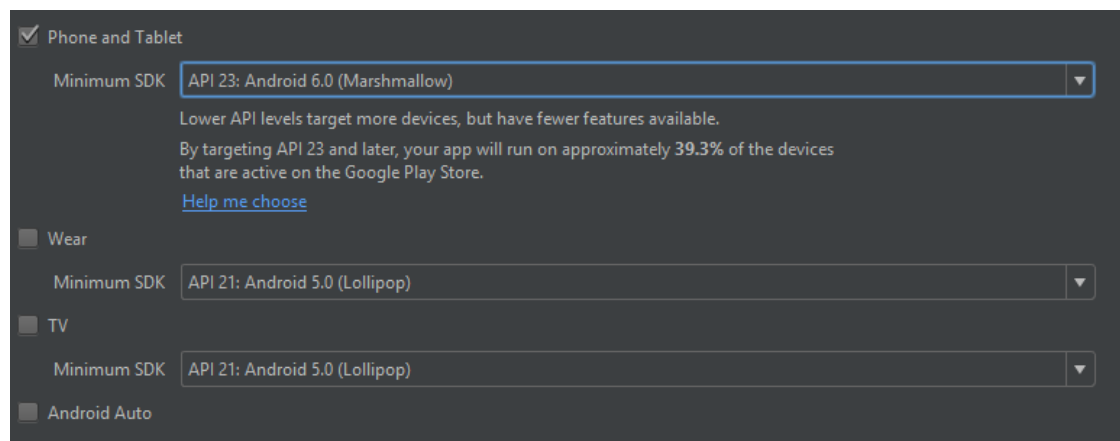 Phone and Tablet
Minimum SDK API 23: Android 6.0 (Marshmallow)
Lower API levels target more devices, but have fewer features available.
By targeting API 23 and later, your app will run on approximately 39.3% of the devices
that are active on the Google Play Store.
Help me choose
Wear
Minimum SDK API 21: Android 5.0 (Lollipop)
TV
Minimum SDK API 21: Android 5.0 (Lollipop)
Android Auto